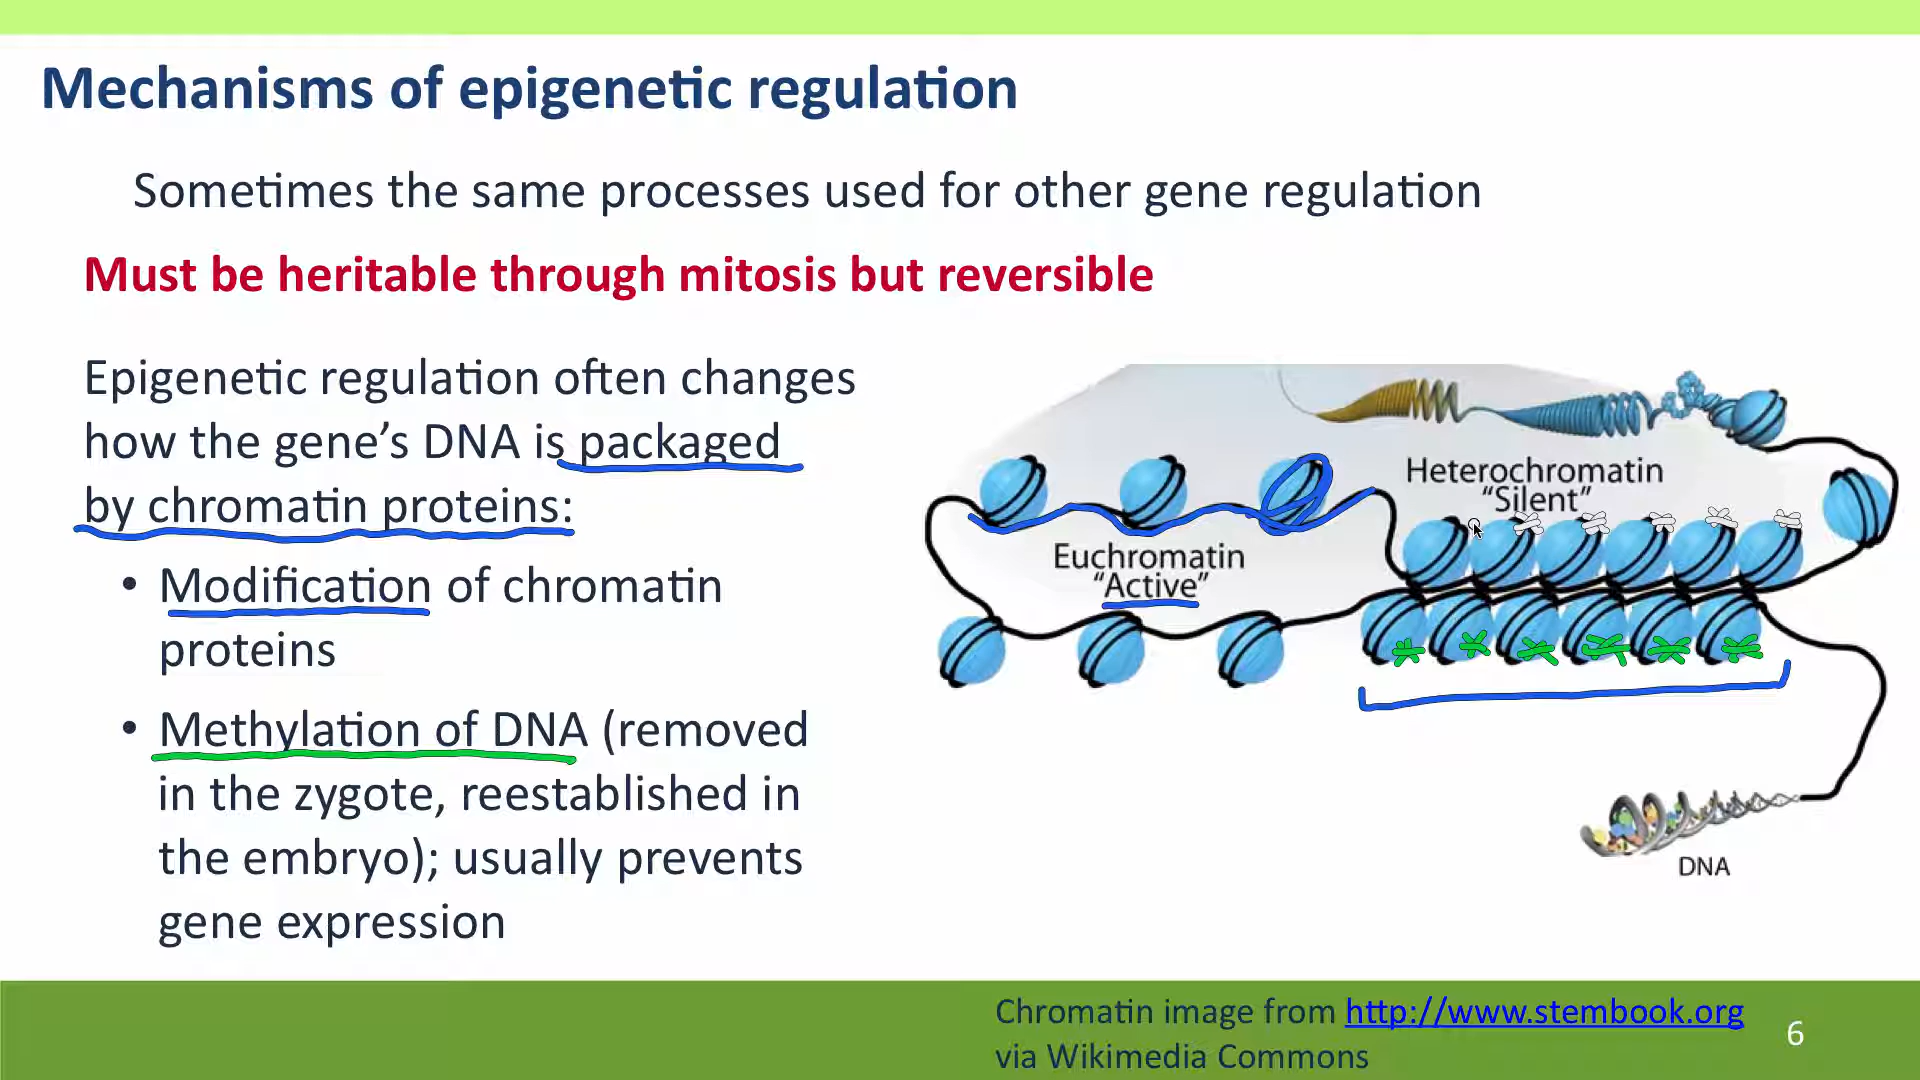 Mechanisms of epigenetic regulation
Sometimes the same processes used for other gene regulation
Must be heritable through mitosis but reversible
Epigenetic regulation often changes
how the gene’s DNA is packaged
by chromatin proteins:
• Modification of chromatin
proteins
• Methylation of DNA (removed
in the zygote, reestablished in
the embryo); usually prevents
gene expression
Heterochromatin
“Silent”
Euchromatin
“Active”
DNA
Chromatin image from http://www.stembook.org
via Wikimedia Commons
6